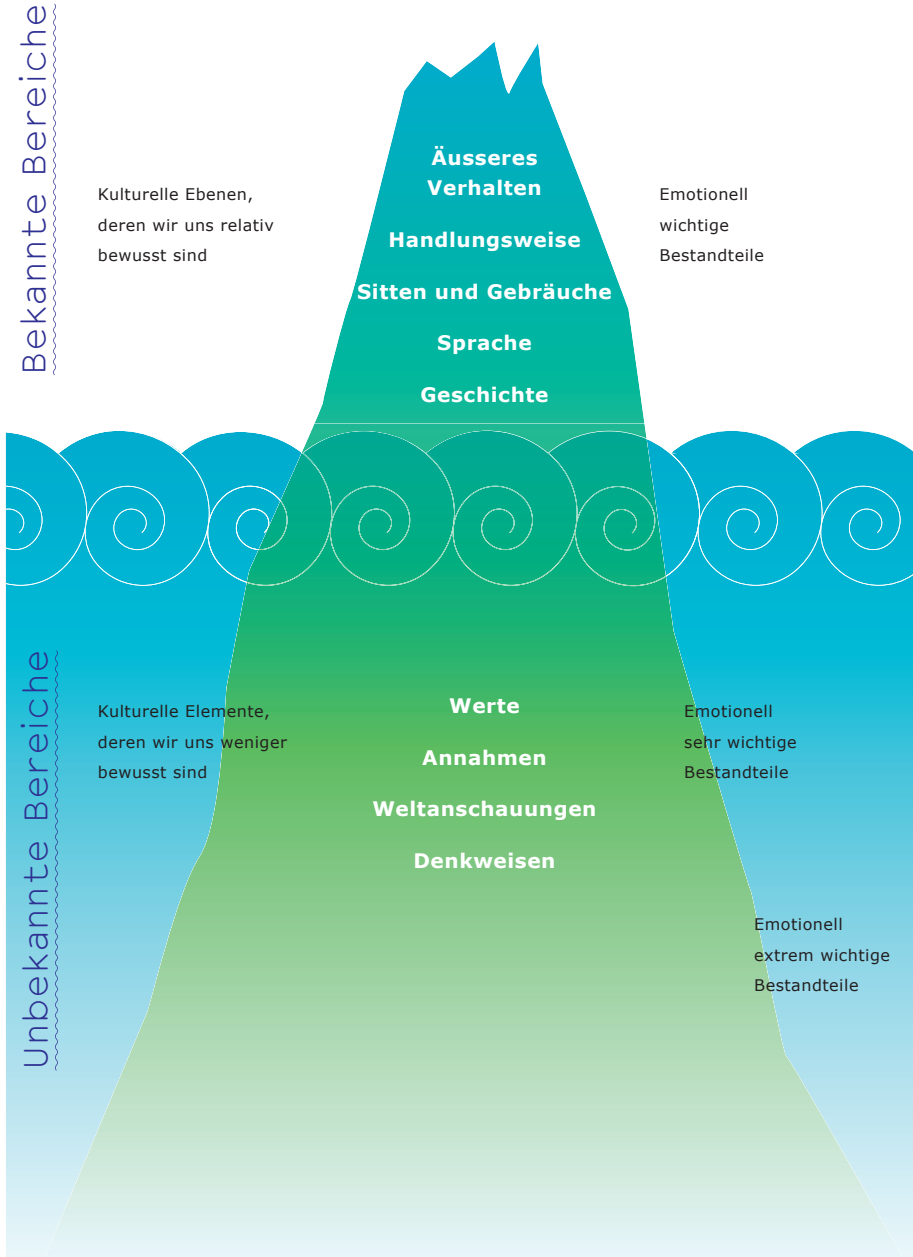 Bekannte Bereiche
Kulturelle Ebenen,
deren wir uns relativ
bewusst sind
Äusseres
Verhalten
Handlungsweise
Sitten und Gebräuche
Sprache
Geschichte
Emotionell
wichtige
Bestandteile
Unbekannte Bereiche
Kulturelle Elemente,
deren wir uns weniger
bewusst sind
Werte
Annahmen
Weltanschauungen
Denkweisen
Emotionell
sehr wichtige
Bestandteile
Emotionell
extrem wichtige
Bestandteile